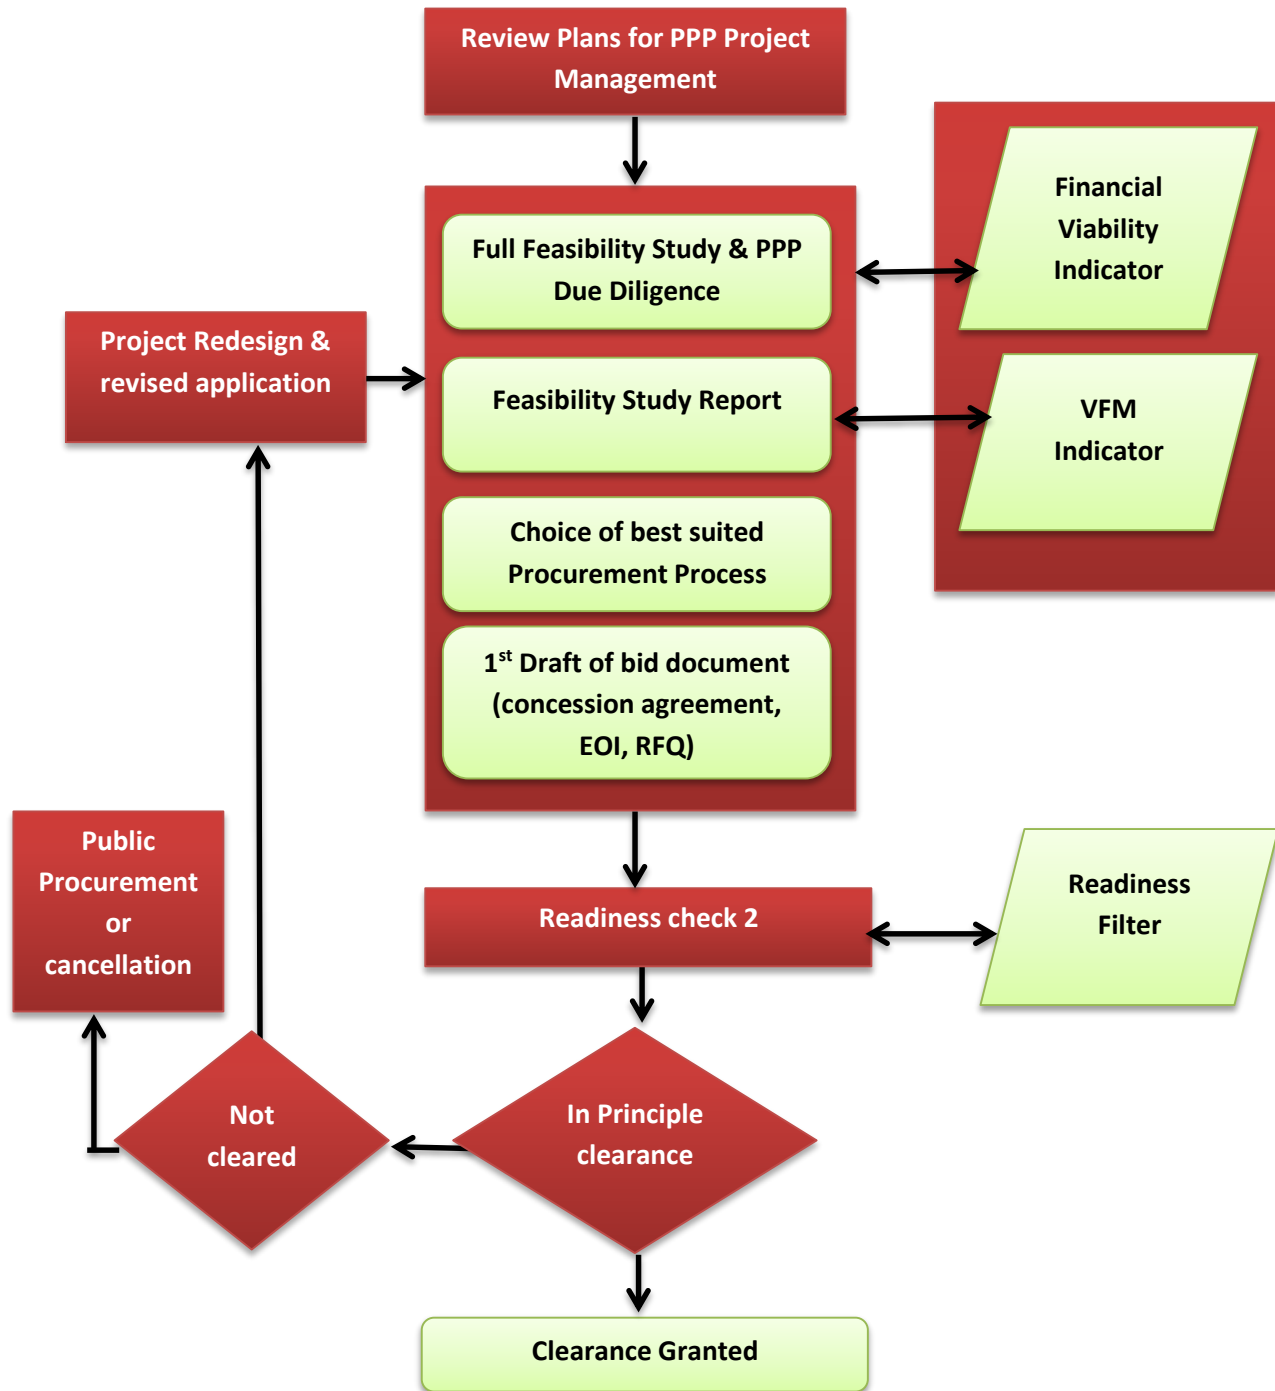 Review Plans for PPP Project
Management
Full Feasibility Study & PPP
Due Diligence
Financial
Viability
Indicator
Project Redesign &
revised application
Feasibility Study Report
VFM
Indicator
Choice of best suited
Procurement Process
1st Draft of bid document
(concession agreement,
EOI, RFQ)
Public
Procurement
or
cancellation
Readiness check 2
Readiness
Filter
Not
cleared
In Principle
clearance
Clearance Granted